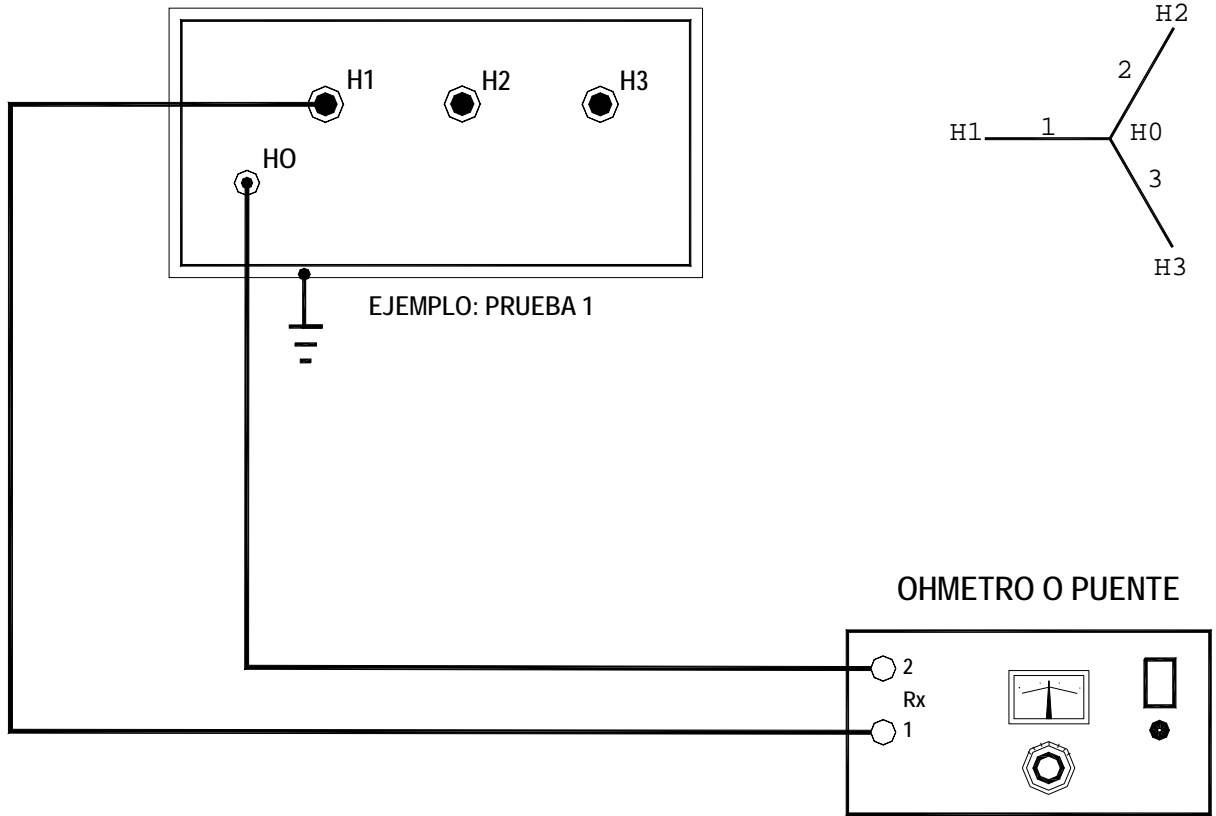 H1 H2 H3
HO
EJEMPLO: PRUEBA 1
H2
2
H1 1 H0
3
H3
OHMETRO O PUENTE
2
Rx
1